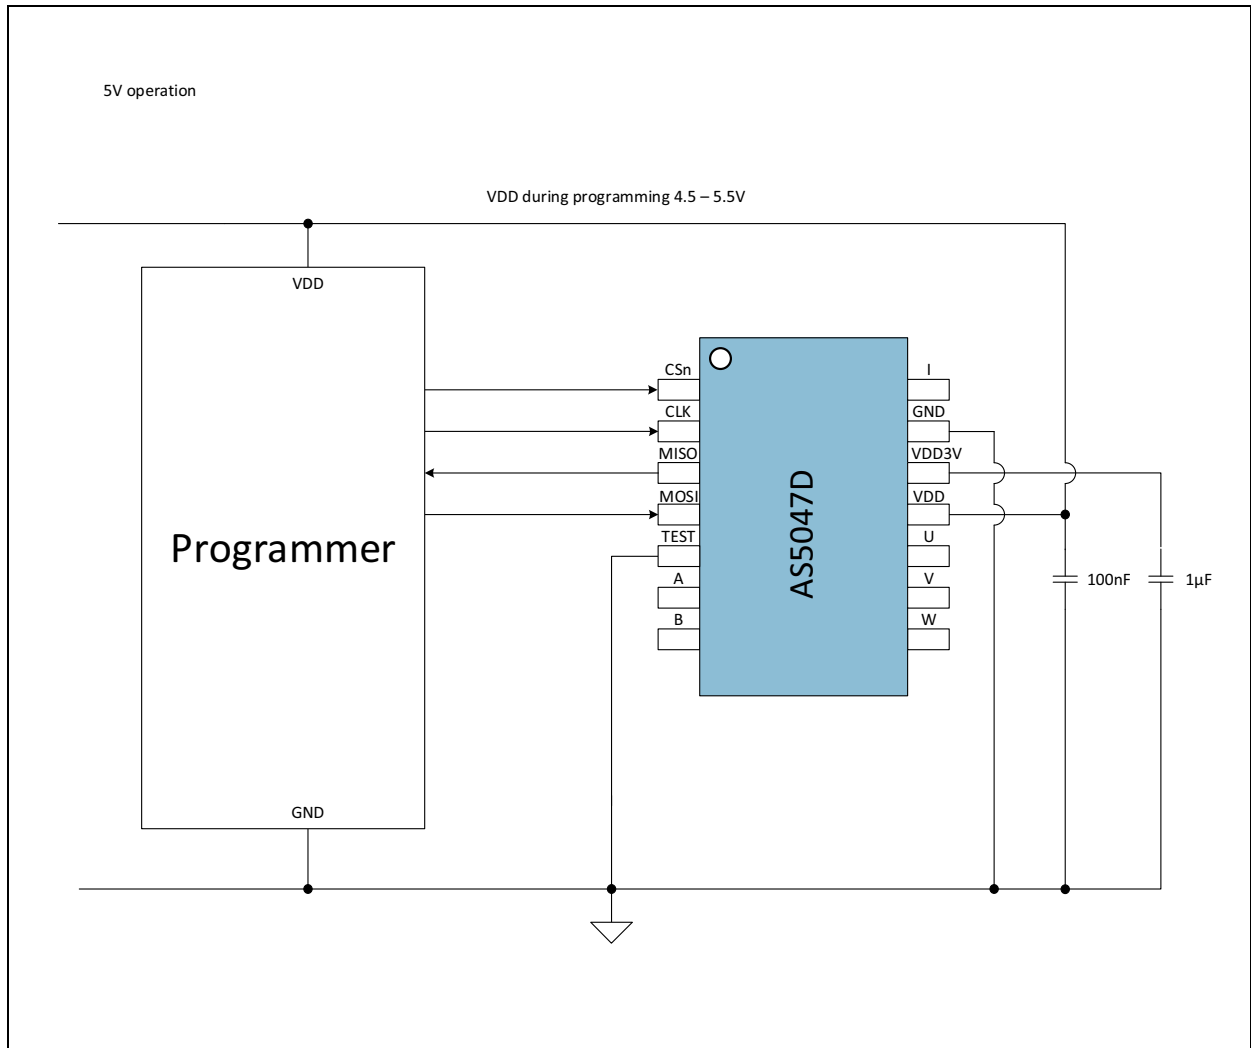 5V operation
VDD during programming 4.5 – 5.5V
VDD
Programmer
GND
CSn
CLK
MISO
MOSI
TEST
A
B
AS5047D
I
GND
VDD3V
VDD
U
V
W
100nF
1µF